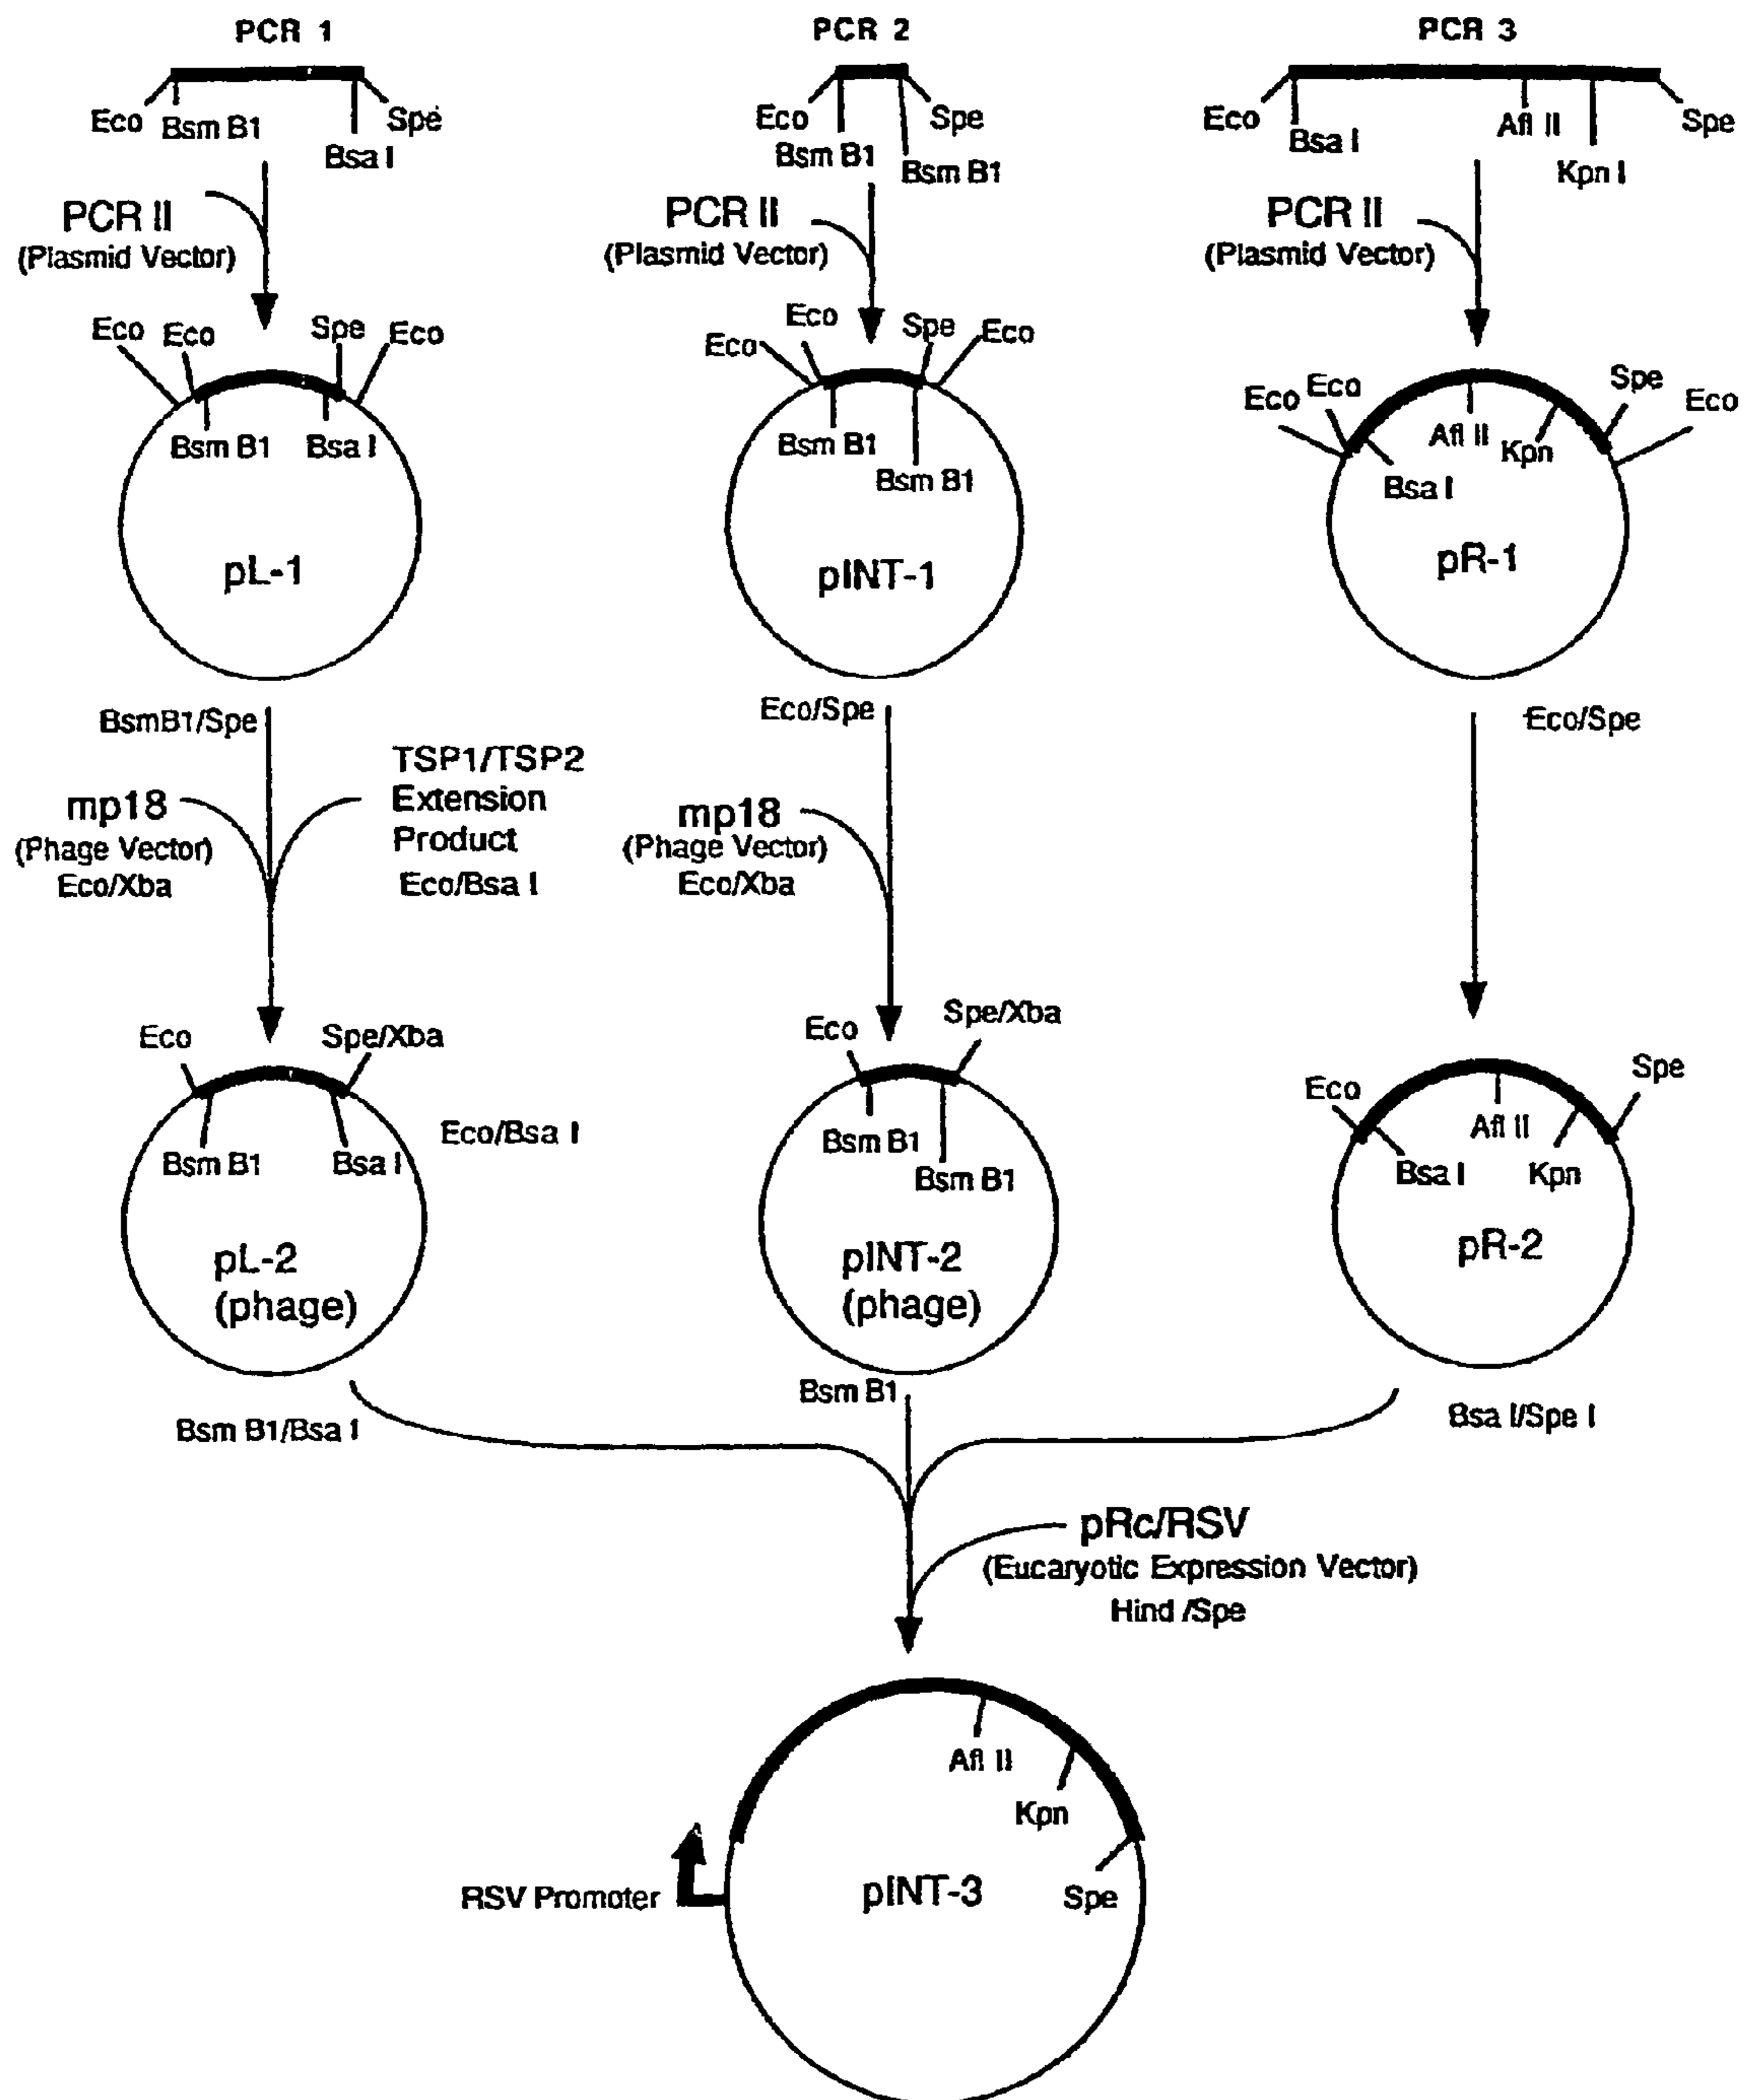 PCR 1
PCR 2
PCR 3
Eco
Bsm B1
Bsa I
Spe
Eco
Bsm B1
Bsm B1
Spe
Eco
Bsa I
Afl II
Kpn I
Spe
PCR II
(Plasmid Vector)
PCR II
(Plasmid Vector)
PCR II
(Plasmid Vector)
Eco
Eco
Spe
Eco
Bsm B1
Bsa I
pL-1
Eco
Eco
Spe
Eco
Bsm B1
Bsm B1
pINT-1
Eco
Eco
Spe
Eco
Bsa I
Afl II
Kpn
pR-1
BsmB1/Spe
mp18
(Phage Vector)
Eco/Xba
TSP1/TSP2
Extension
Product
Eco/Bsa I
Eco/Spe
mp18
(Phage Vector)
Eco/Xba
Eco/Spe
Eco
Spe/Xba
Bsm B1
Bsa I
Eco/Bsa I
pL-2
(phage)
Eco
Spe/Xba
Bsm B1
Bsm B1
pINT-2
(phage)
Eco
Spe
Bsa I
Afl II
Kpn
pR-2
Bsm B1/Bsa I
Bsm B1
Bsa I/Spe I
pRc/RSV
(Eucaryotic Expression Vector)
Hind /Spe
Afl II
Kpn
Spe
RSV Promoter
pINT-3